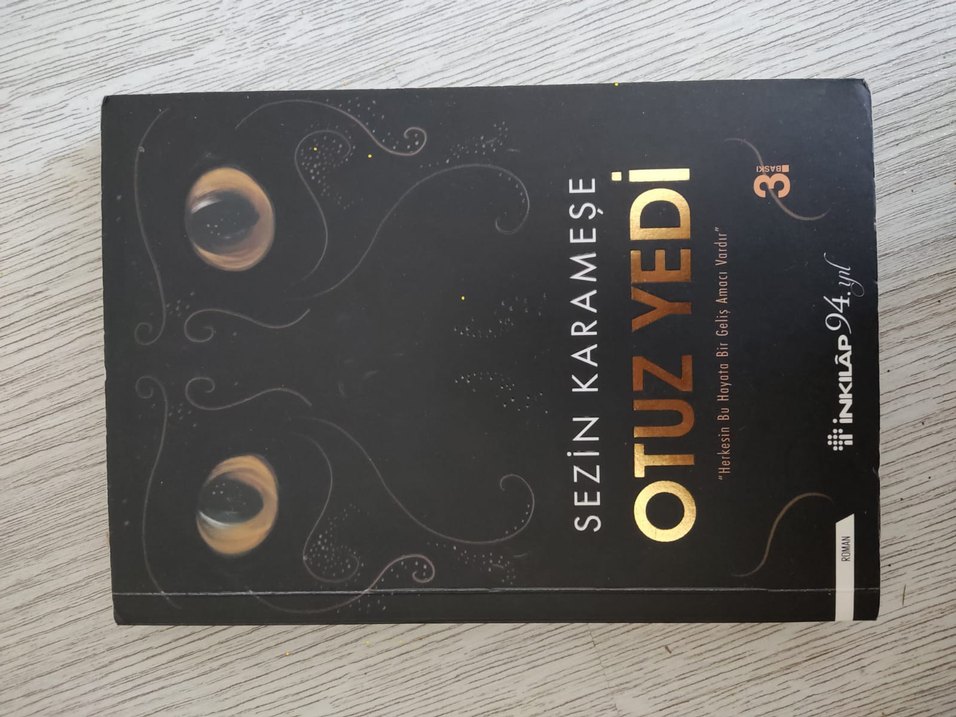 SEZİN KARAMEŞE
OTUZ YEDİ
"Herkesin Bu Hayata Bir Geliş Amacı Vardır"
3.
BASKI
ROMAN
İNKILÂP 94. yıl